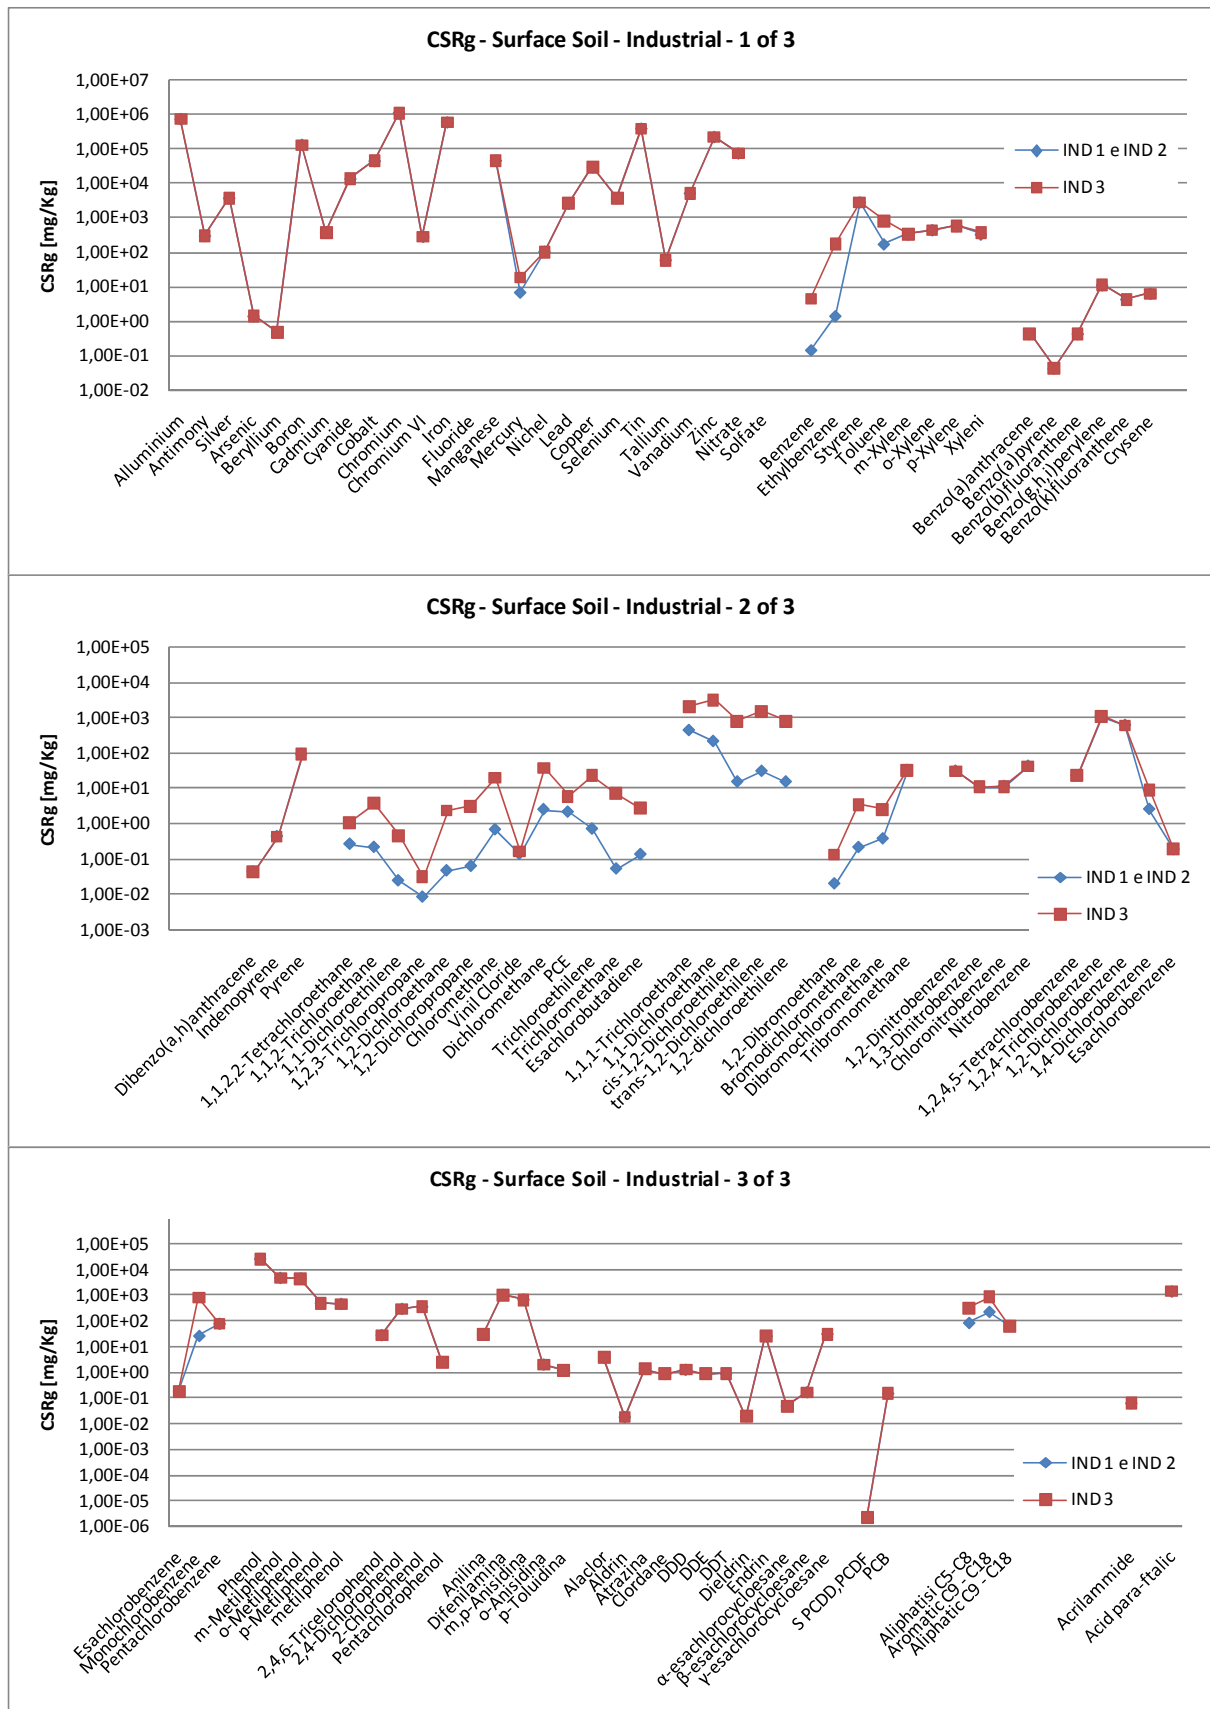 CSRg - Surface Soil - Industrial - 1 of 3
CSRg [mg/Kg]
1,00E+07
1,00E+06
1,00E+05
1,00E+04
1,00E+03
1,00E+02
1,00E+01
1,00E+00
1,00E-01
1,00E-02
IND 1 e IND 2
IND 3
Alluminium
Antimony
Silver
Arsenic
Beryllium
Boron
Cadmium
Cyanide
Cobalt
Chromium
Chromium VI
Iron
Fluoride
Manganese
Mercury
Nichel
Lead
Copper
Selenium
Tin
Tallium
Vanadium
Zinc
Nitrate
Solfate
Benzene
Ethylbenzene
Styrene
Toluene
m-Xylene
o-Xylene
p-Xylene
Xyleni
Benzo(a)anthracene
Benzo(a)pyrene
Benzo(b)fluoranthene
Benzo(g,h,i)perylene
Benzo(k)fluoranthene
Crysene
CSRg - Surface Soil - Industrial - 2 of 3
CSRg [mg/Kg]
1,00E+05
1,00E+04
1,00E+03
1,00E+02
1,00E+01
1,00E+00
1,00E-01
1,00E-02
1,00E-03
IND 1 e IND 2
IND 3
Dibenzo(a,h)anthracene
Indenopyrene
Pyrene
1,1,2,2-Tetrachloroethane
1,1,2-Trichloroethane
1,1-Dichloroethilene
1,2,3-Trichloropropane
1,2-Dichloroethane
1,2-Dichloropropane
Chloromethane
Vinil Cloride
Dichloromethane
PCE
Trichloroethilene
Trichloromethane
Esachlorobutadiene
1,1,1-Trichloroethane
1,1-Dichloroethane
cis-1,2-Dichloroethilene
trans-1,2-Dichloroethilene
1,2-dichloroethilene
1,2-Dibromoethane
Bromodichloromethane
Dibromochloromethane
Tribromomethane
1,2-Dinitrobenzene
1,3-Dinitrobenzene
Chloronitrobenzene
Nitrobenzene
1,2,4,5-Tetrachlorobenzene
1,2,4-Trichlorobenzene
1,2-Dichlorobenzene
1,4-Dichlorobenzene
Esachlorobenzene
CSRg - Surface Soil - Industrial - 3 of 3
CSRg [mg/Kg]
1,00E+05
1,00E+04
1,00E+03
1,00E+02
1,00E+01
1,00E+00
1,00E-01
1,00E-02
1,00E-03
1,00E-04
1,00E-05
1,00E-06
IND 1 e IND 2
IND 3
Esachlorobenzene
Monochlorobenzene
Pentachlorobenzene
Phenol
m-Metilphenol
o-Metilphenol
p-Metilphenol
metilphenol
2,4,6-Tricelorophenol
2,4-Dichlorophenol
2-Chlorophenol
Pentachlorophenol
Anilina
Difenilamina
m,p-Anisidina
o-Anisidina
p-Toluidina
Alaclor
Aldrin
Atrazina
Clordane
DDD
DDE
DDT
Dieldrin
Endrin
α-esachlorocycloesane
β-esachlorocycloesane
γ-esachlorocycloesane
S PCDD,PCDF
PCB
Aliphatisi C5-C8
Aromatic C9 - C18
Aliphatic C9 - C18
Acrilammide
Acid para-ftalic